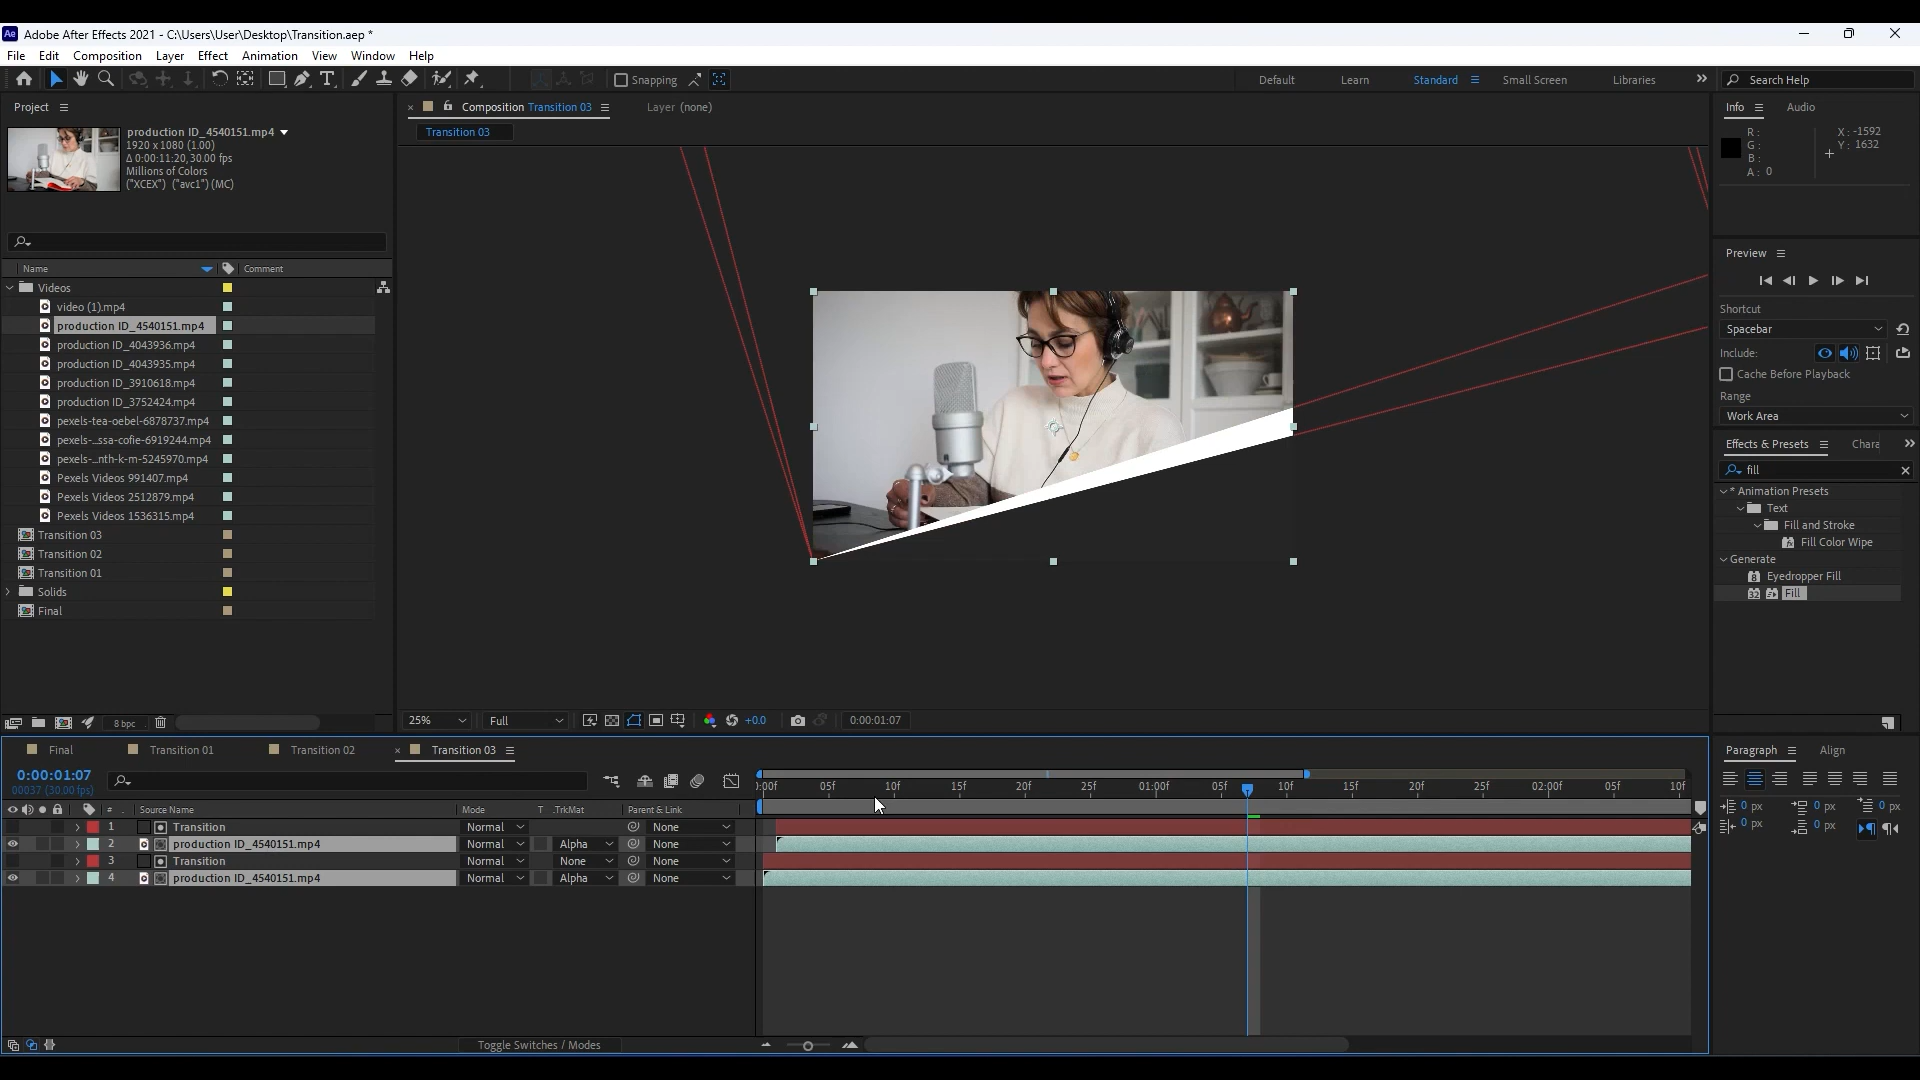 Ae Adobe After Effects 2021 - C:\Users\User\Desktop\Transition.aep *
File Edit Composition Layer Effect Animation View Window Help
Snapping Default Learn Standard Small Screen Libraries Search Help
Project
production ID_4540151.mp4
1920 x 1080 (1.00)
Δ 0:00:11:20, 30.00 fps
Millions of Colors
("XCEX") ("avc1") (MC)
Name Comment
Videos
video (1).mp4
production ID_4540151.mp4
production ID_4043936.mp4
production ID_4043935.mp4
production ID_3910618.mp4
production ID_3752424.mp4
pexels-tea-oebel-6878737.mp4
pexels-...ssa-cofie-6919244.mp4
pexels-...nth-k-m-5245970.mp4
Pexels Videos 991407.mp4
Pexels Videos 2512879.mp4
Pexels Videos 1536315.mp4
Transition 03
Transition 02
Transition 01
Solids
Final
8 bpc
Composition Transition 03 Layer (none)
Transition 03
25% Full +0.0 0:00:01:07
Info Audio
R: X: -1592
G: Y: 1632
B:
A: 0
Preview
Shortcut
Spacebar
Include:
Cache Before Playback
Range
Work Area
Effects & Presets Chara
fill
* Animation Presets
Text
Fill and Stroke
Fill Color Wipe
Generate
Eyedropper Fill
32 Fill
Final Transition 01 Transition 02 Transition 03
0:00:01:07
00037 (30.00 fps)
# Source Name Mode T .TrkMat Parent & Link
:00f 05f 10f 15f 20f 25f 01:00f 05f 10f 15f 20f 25f 02:00f 05f 10f
1 Transition Normal None
2 production ID_4540151.mp4 Normal Alpha None
3 Transition Normal None None
4 production ID_4540151.mp4 Normal Alpha None
Toggle Switches / Modes
Paragraph Align
0 px 0 px 0 px
0 px 0 px